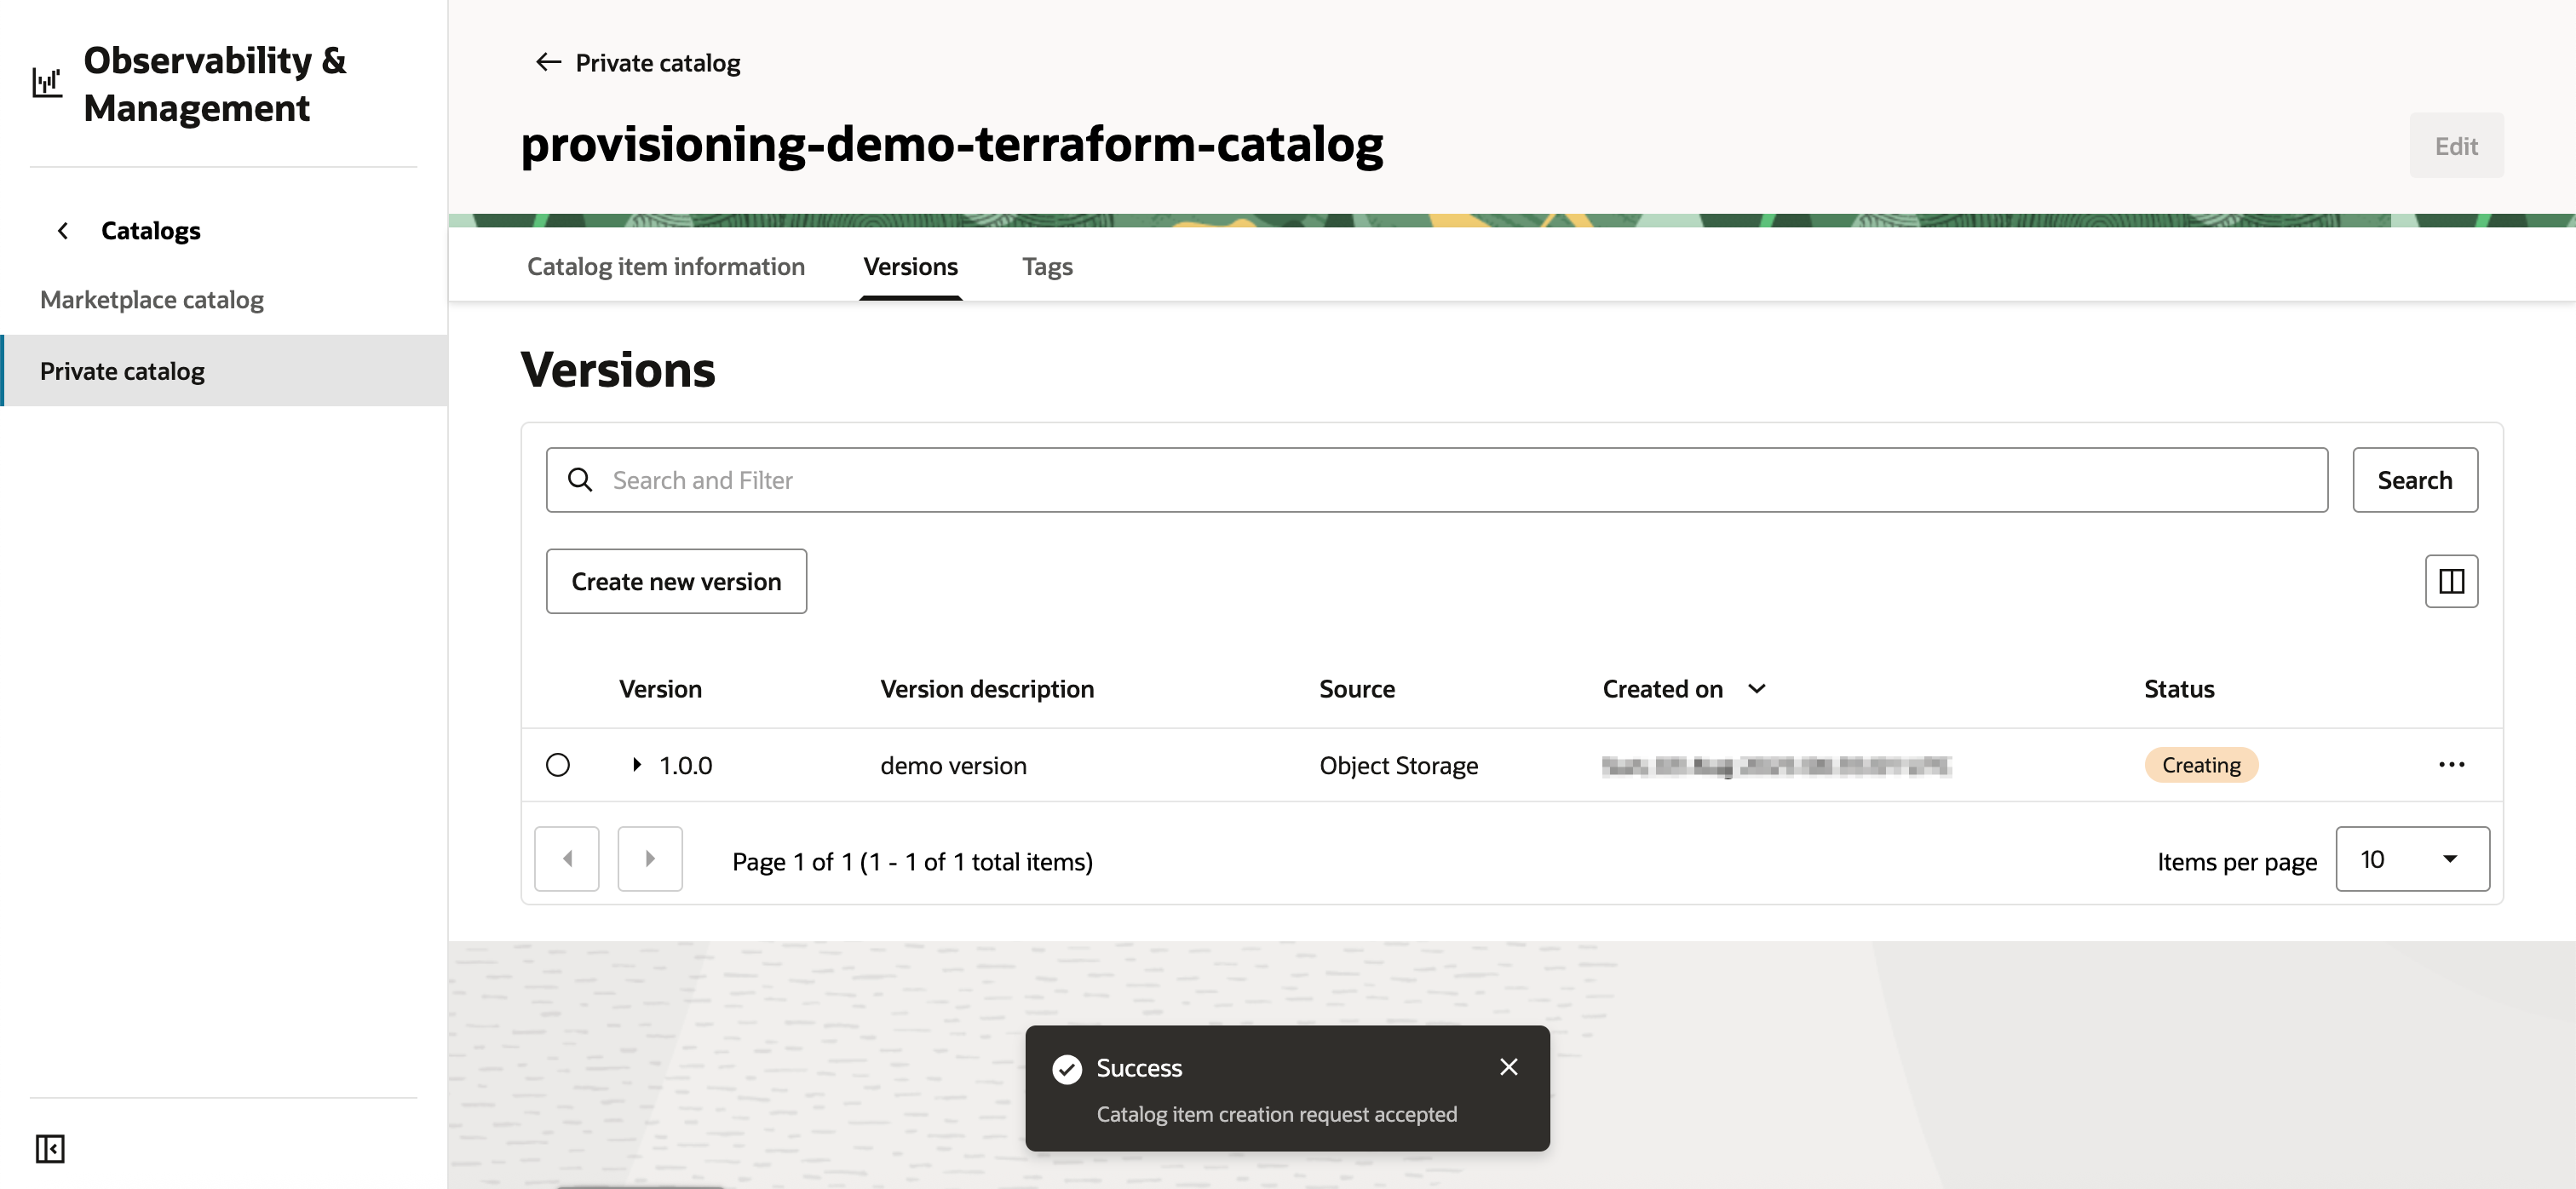 Observability &
Management
Catalogs
Marketplace catalog
Private catalog
Private catalog
provisioning-demo-terraform-catalog
Edit
Catalog item information
Versions
Tags
Versions
Search and Filter
Search
Create new version
Version
Version description
Source
Created on
Status
1.0.0
demo version
Object Storage
Creating
Page 1 of 1 (1 - 1 of 1 total items)
Items per page
10
Success
Catalog item creation request accepted